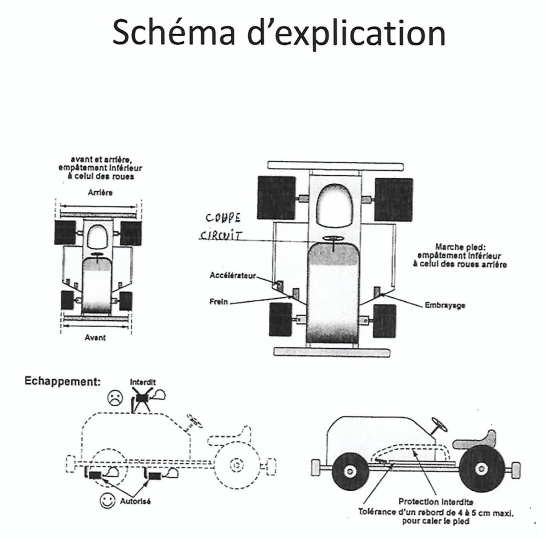 Schéma d'explication
avant et arrière,
empâtement inférieur
à celui des roues
Arrière
Avant
COUPE
CIRCUIT
Accélérateur
Frein
Marche pied:
empâtement inférieur
à celui des roues arrière
Embrayage
Echappement:
Interdit
Autorisé
Protection Interdite
Tolérance d'un rebord de 4 à 5 cm maxi.
pour caler le pied